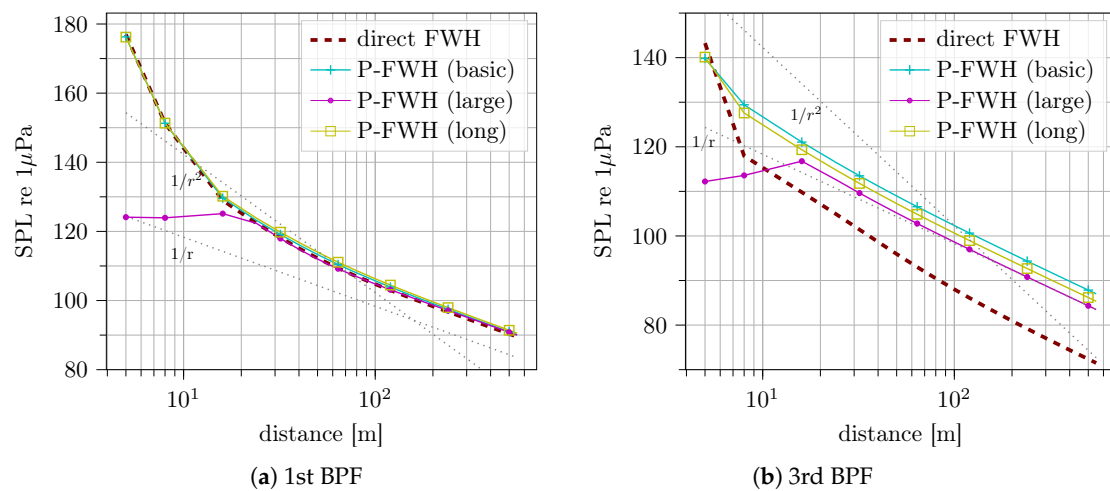 180
160
140
120
100
80
SPL re 1μPa
direct FWH
P-FWH (basic)
P-FWH (large)
P-FWH (long)
1/r²
1/r
10¹
10²
distance [m]
(a) 1st BPF
140
120
100
80
SPL re 1μPa
direct FWH
P-FWH (basic)
P-FWH (large)
P-FWH (long)
1/r²
1/r
10¹
10²
distance [m]
(b) 3rd BPF